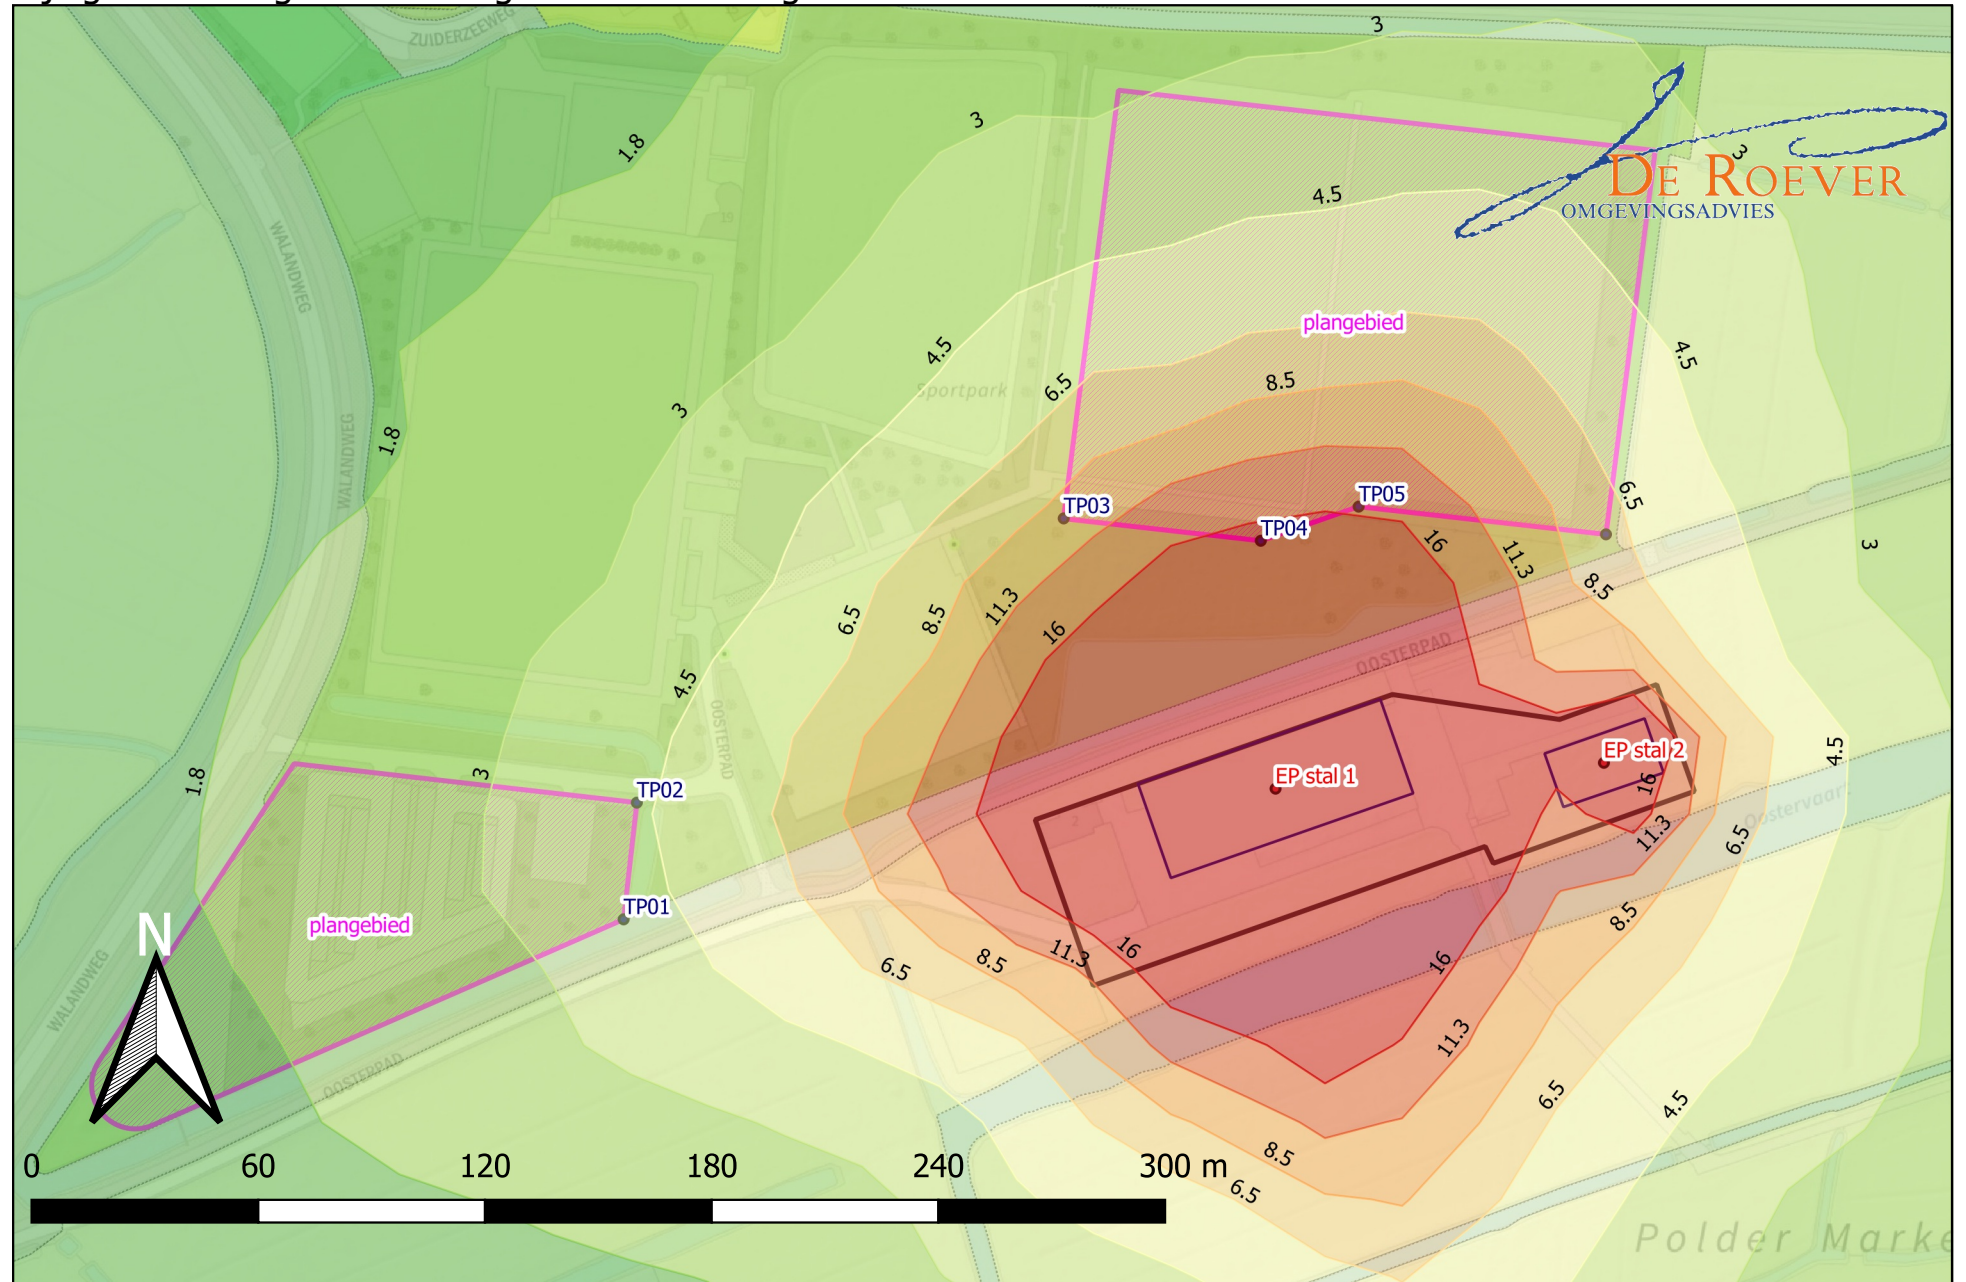 ZUIDERZEEWEG
3
3
1.8
3
DE ROEVER
OMGEVINGSADVIES
4.5
19
WALANDWEG
plangebied
4.5
4.5
6.5
8.5
Sportpark
3
1.8
WALANDWEG
TP03
TP05
6.5
TP04
16
11.3
3
8.5
6.5
8.5
11.3
16
OOSTERPAD
4.5
OOSTERPAD
EP stal 1
EP stal 2
4.5
1.8
3
TP02
16
2
Oostervaart
11.3
6.5
TP01
plangebied
N
8.5
16
11.3
8.5
6.5
16
WALANDWEG
11.3
OOSTERPAD
6.5
4.5
8.5
6.5
0 60 120 180 240 300 m
Polder Marke